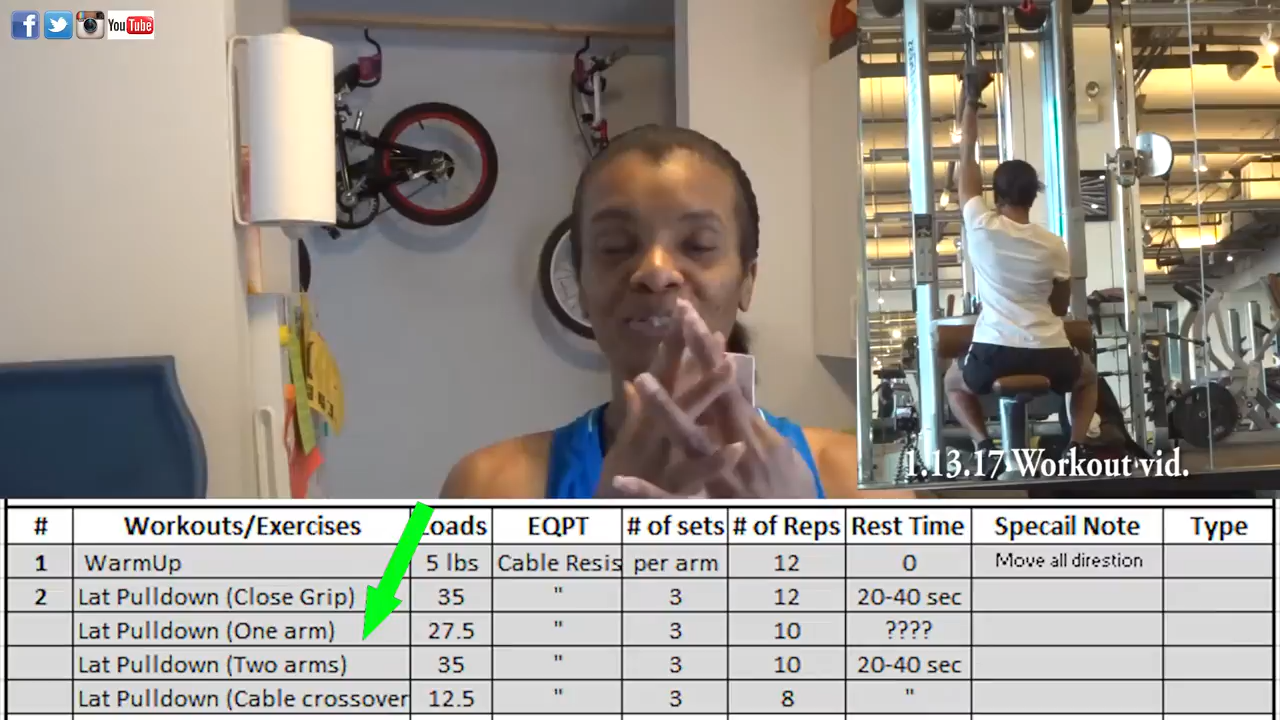 f You Tube
1.13.17 Workout vid.
# Workouts/Exercises Loads EQPT # of sets # of Reps Rest Time Specail Note Type
1 WarmUp 5 lbs Cable Resis per arm 12 0 Move all direstion
2 Lat Pulldown (Close Grip) 35 " 3 12 20-40 sec
Lat Pulldown (One arm) 27.5 " 3 10 ????
Lat Pulldown (Two arms) 35 " 3 10 20-40 sec
Lat Pulldown (Cable crossover 12.5 " 3 8 "